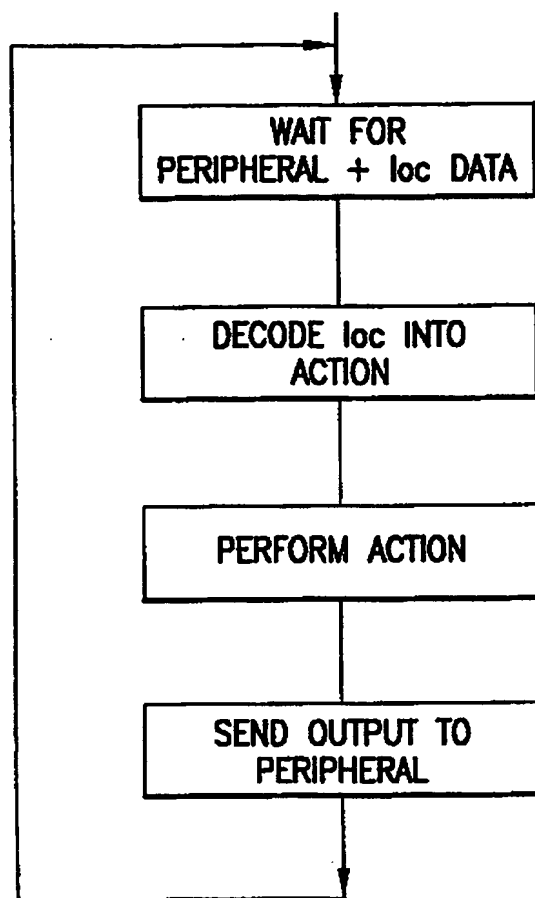 WAIT FOR
PERIPHERAL + loc DATA
DECODE loc INTO
ACTION
PERFORM ACTION
SEND OUTPUT TO
PERIPHERAL